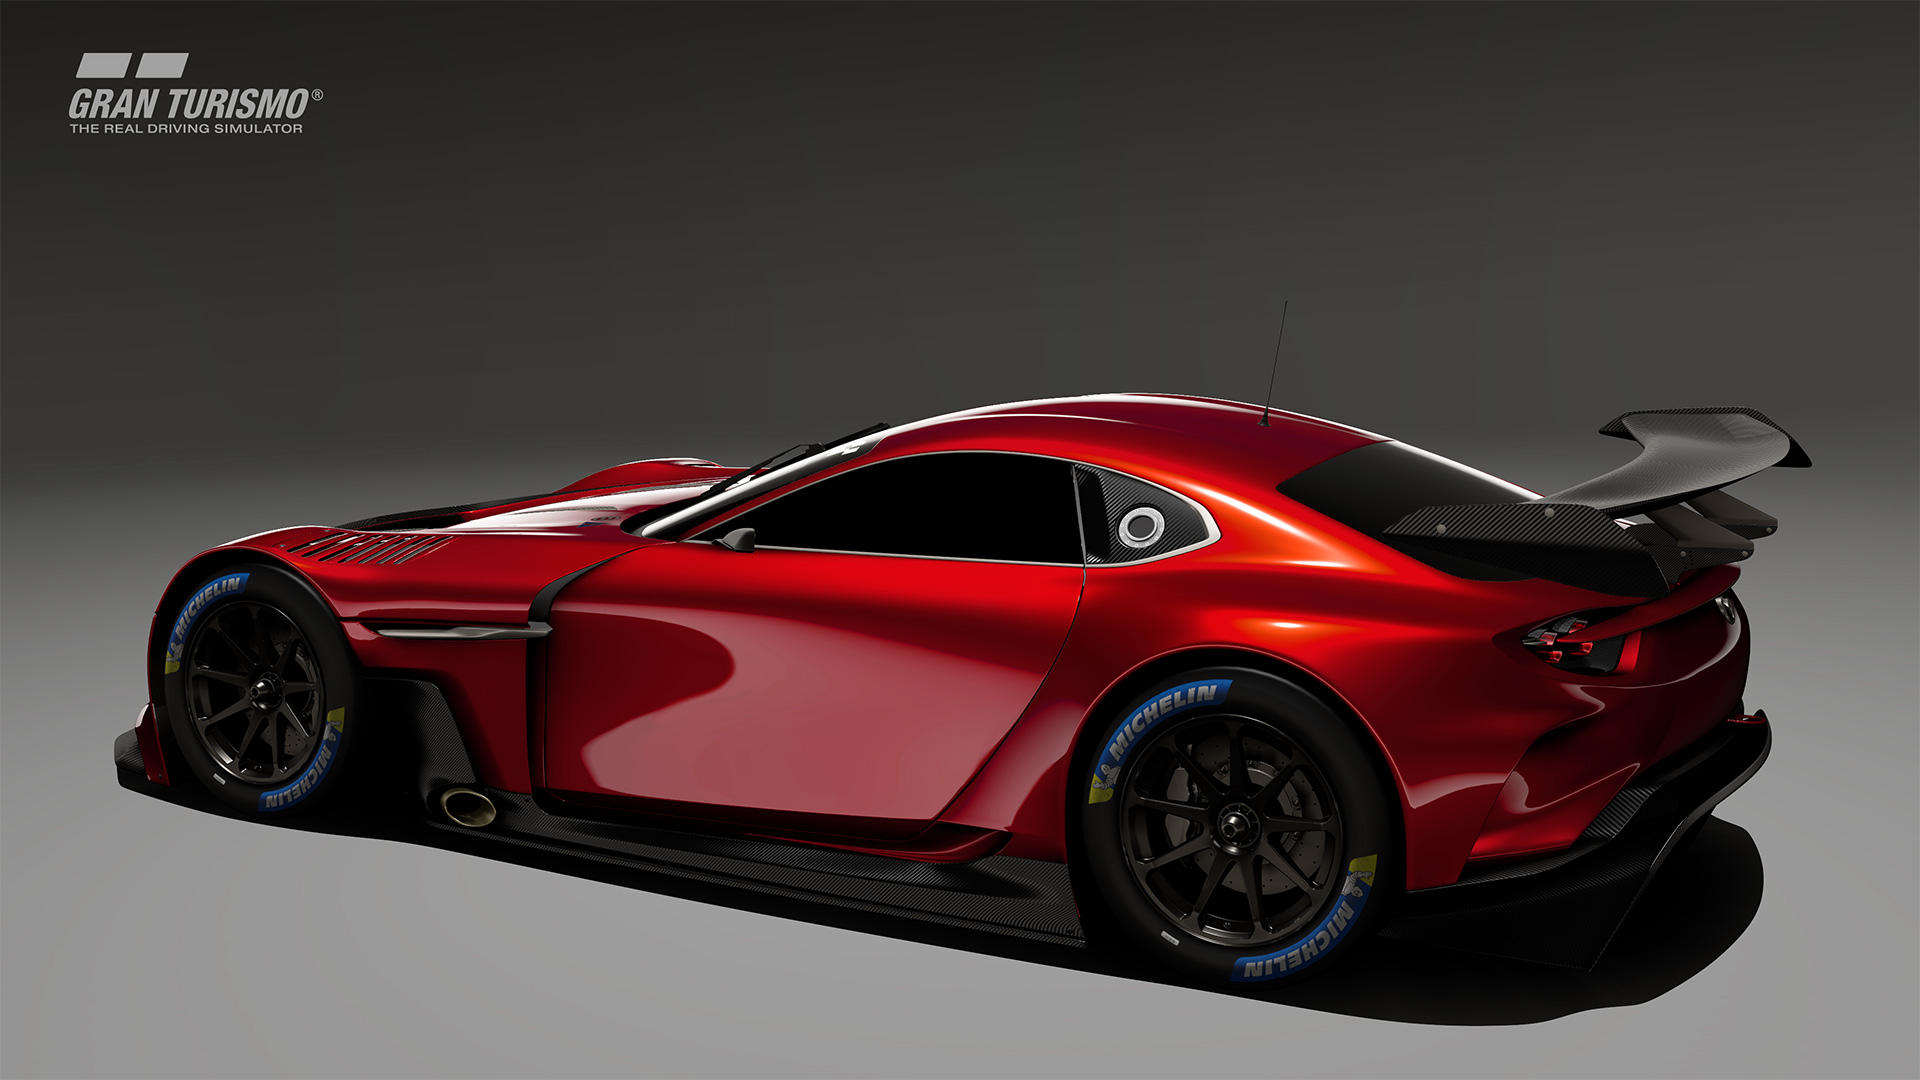 GRAN TURISMO®
THE REAL DRIVING SIMULATOR
MICHELIN
MICHELIN
MICHELIN
MICHELIN